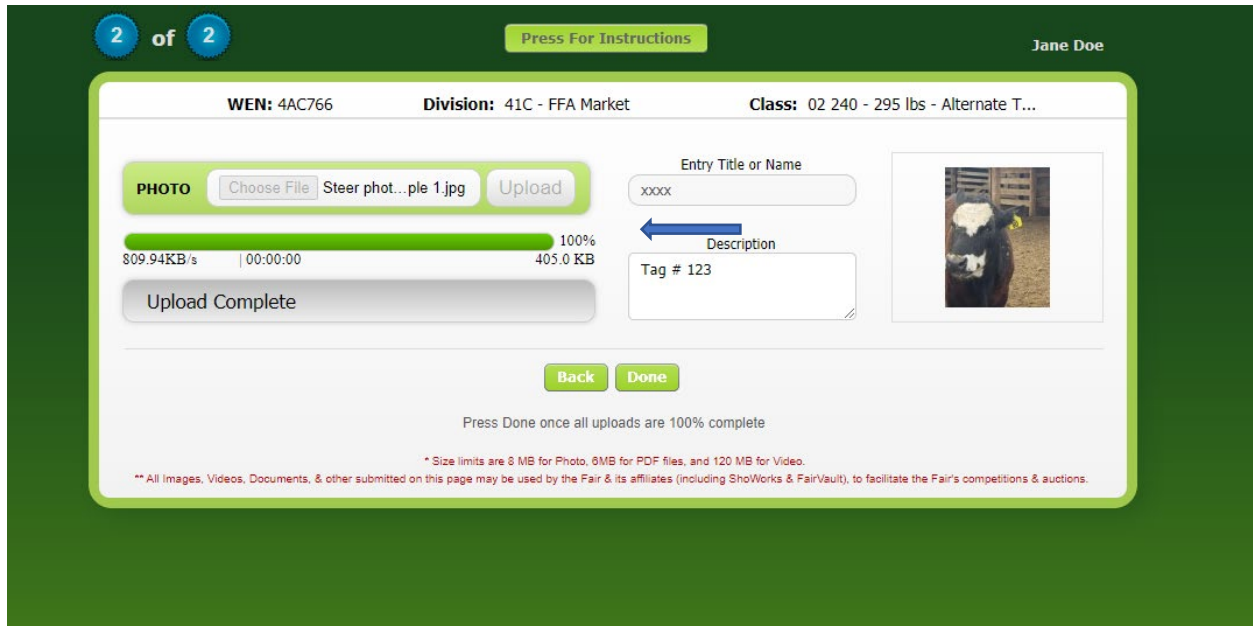 2 of 2
Press For Instructions
Jane Doe
WEN: 4AC766 Division: 41C - FFA Market Class: 02 240 - 295 lbs - Alternate T...
PHOTO Choose File Steer phot...ple 1.jpg Upload
Entry Title or Name
xxxx
100%
809.94KB/s | 00:00:00 405.0 KB
Description
Tag # 123
Upload Complete
Back Done
Press Done once all uploads are 100% complete
* Size limits are 8 MB for Photo, 6MB for PDF files, and 120 MB for Video.
** All Images, Videos, Documents, & other submitted on this page may be used by the Fair & its affiliates (including ShoWorks & FairVault), to facilitate the Fair's competitions & auctions.